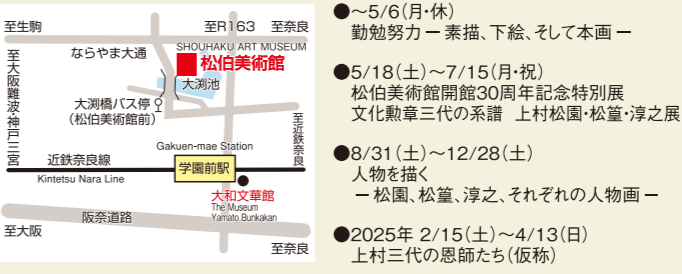 至生駒
至R163
至奈良
ならやま大通
SHOUHAKU ART MUSEUM
松伯美術館
大渕池
至大阪難波・神戸三宮
大渕橋バス停
（松伯美術館前）
至近鉄奈良
Gakuen-mae Station
近鉄奈良線
学園前駅
Kintetsu Nara Line
大和文華館
The Museum
Yamato Bunkakan
阪奈道路
至大阪
至奈良
●～5/6（月・休）
勤勉努力 ー 素描、下絵、そして本画 ー
●5/18（土）～7/15（月・祝）
松伯美術館開館30周年記念特別展
文化勲章三代の系譜　上村松園・松篁・淳之展
●8/31（土）～12/28（土）
人物を描く
ー 松園、松篁、淳之、それぞれの人物画 ー
●2025年 2/15（土）～4/13（日）
上村三代の恩師たち（仮称）